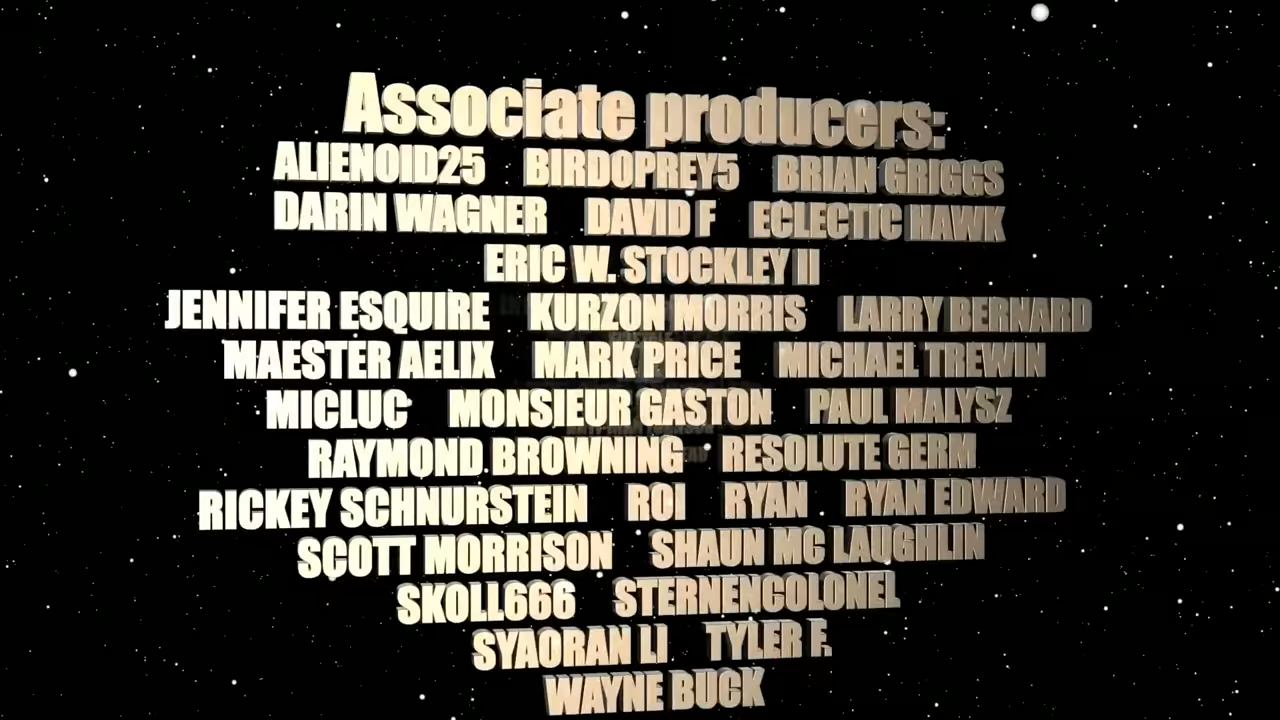 Associate producers:
ALIENOID25 BIRDOPREY5 BRIAN GRIGGS
DARIN WAGNER DAVID F ECLECTIC HAWK
ERIC W. STOCKLEY II
JENNIFER ESQUIRE KURZON MORRIS LARRY BERNARD
MAESTER AELIX MARK PRICE MICHAEL TREWIN
MICLUC MONSIEUR GASTON PAUL MALYSZ
RAYMOND BROWNING RESOLUTE GERM
RICKEY SCHNURSTEIN ROI RYAN RYAN EDWARD
SCOTT MORRISON SHAUN MC LAUGHLIN
SKOLL666 STERNENCOLONEL
SYAORAN LI TYLER F.
WAYNE BUCK